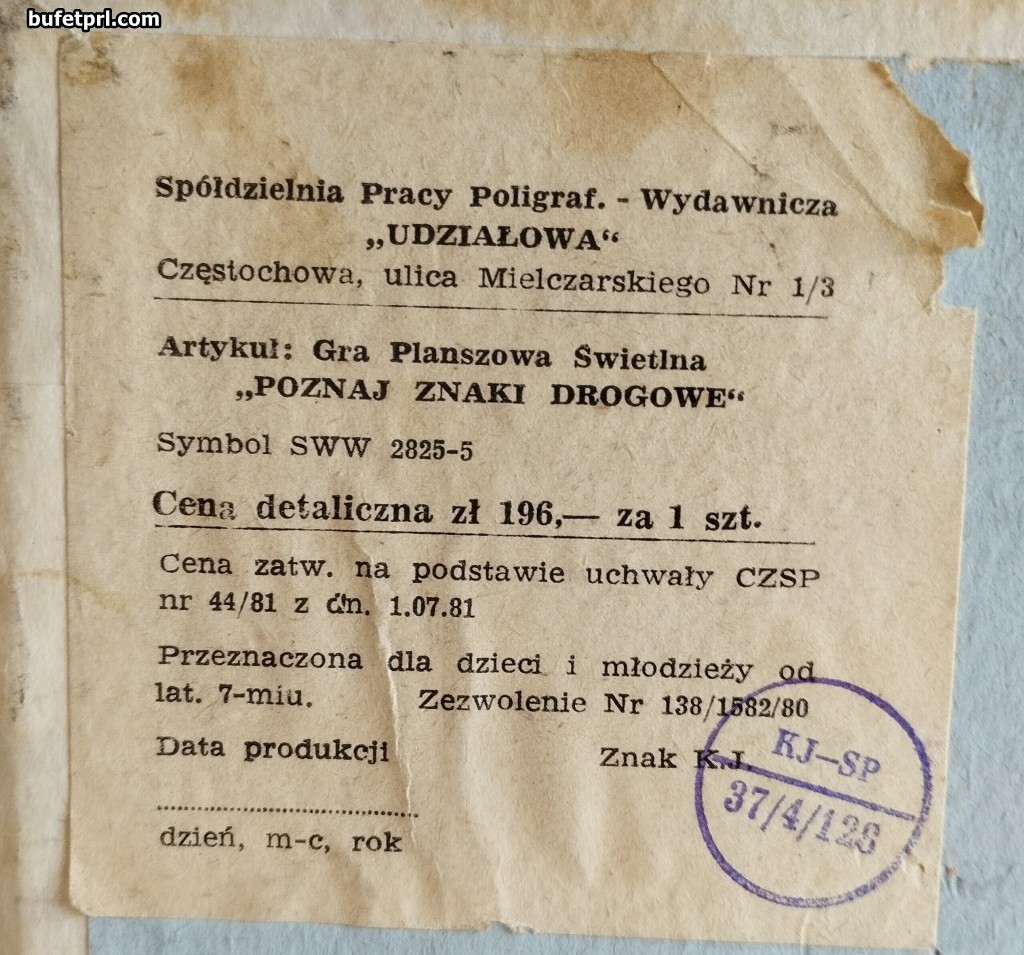 bufetprl.com
Spółdzielnia Pracy Poligraf. - Wydawnicza
„UDZIAŁOWA“
Częstochowa, ulica Mielczarskiego Nr 1/3
Artykuł: Gra Planszowa Świetlna
„POZNAJ ZNAKI DROGOWE“
Symbol SWW 2825-5
Cena detaliczna zł 196,— za 1 szt.
Cena zatw. na podstawie uchwały CZSP
nr 44/81 z dn. 1.07.81
Przeznaczona dla dzieci i młodzieży od
lat. 7-miu. Zezwolenie Nr 138/1582/80
Data produkcji Znak K.J.
KJ—SP
37/4/126
dzień, m-c, rok